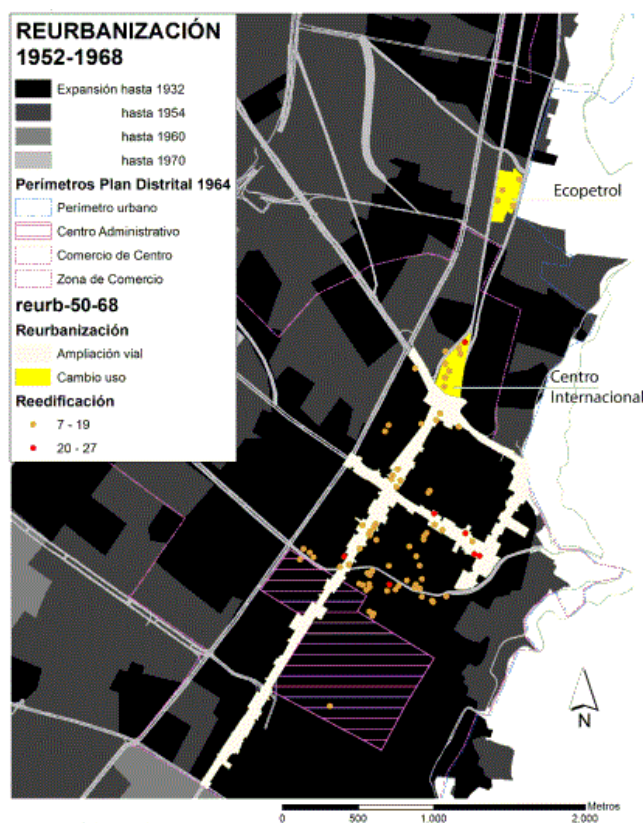 REURBANIZACIÓN
1952-1968
Expansión hasta 1932
hasta 1954
hasta 1960
hasta 1970
Perímetros Plan Distrital 1964
Perímetro urbano
Centro Administrativo
Comercio de Centro
Zona de Comercio
reurb-50-68
Reurbanización
Ampliación vial
Cambio uso
Reedificación
7 - 19
20 - 27
Ecopetrol
Centro
Internacional
N
Metros
0 500 1.000 2.000